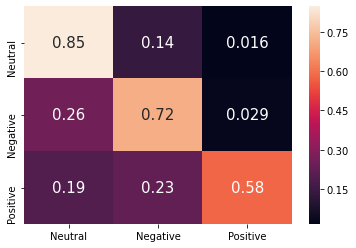 Neutral
0.85 0.14 0.016
Negative
0.26 0.72 0.029
Positive
0.19 0.23 0.58
Neutral Negative Positive
0.75
0.60
0.45
0.30
0.15